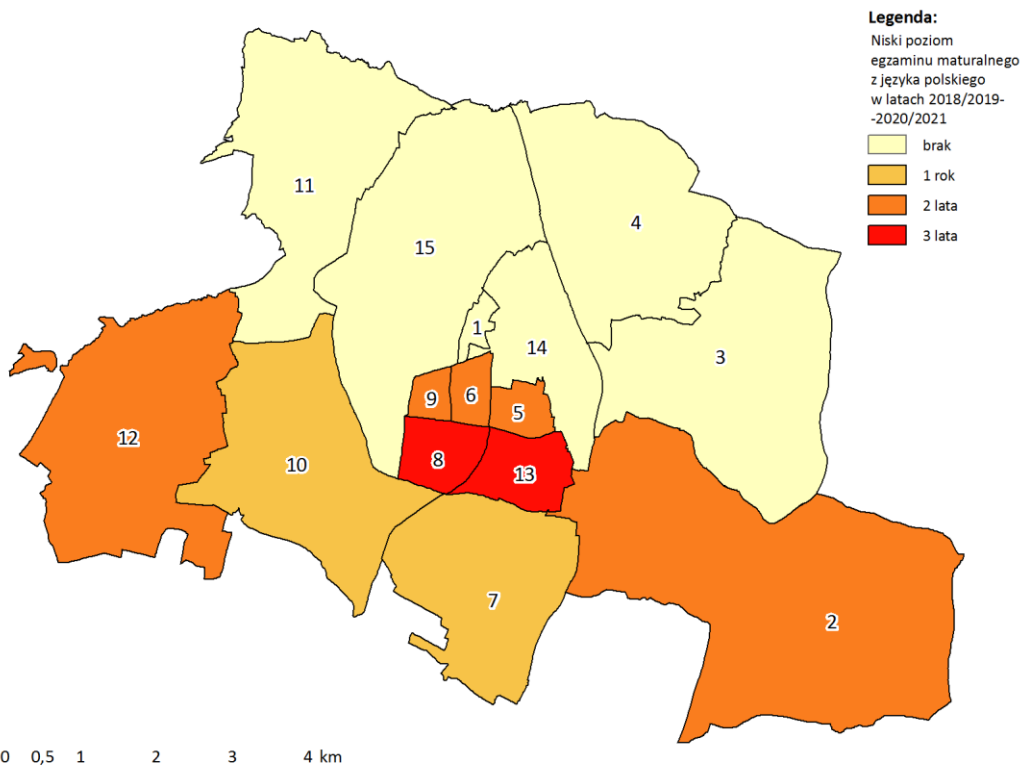 Legenda:
Niski poziom
egzaminu maturalnego
z języka polskiego
w latach 2018/2019-
-2020/2021
brak
1 rok
2 lata
3 lata
11
4
15
1
14
3
9
6
5
12
8
10
13
7
2
0 0,5 1 2 3 4 km